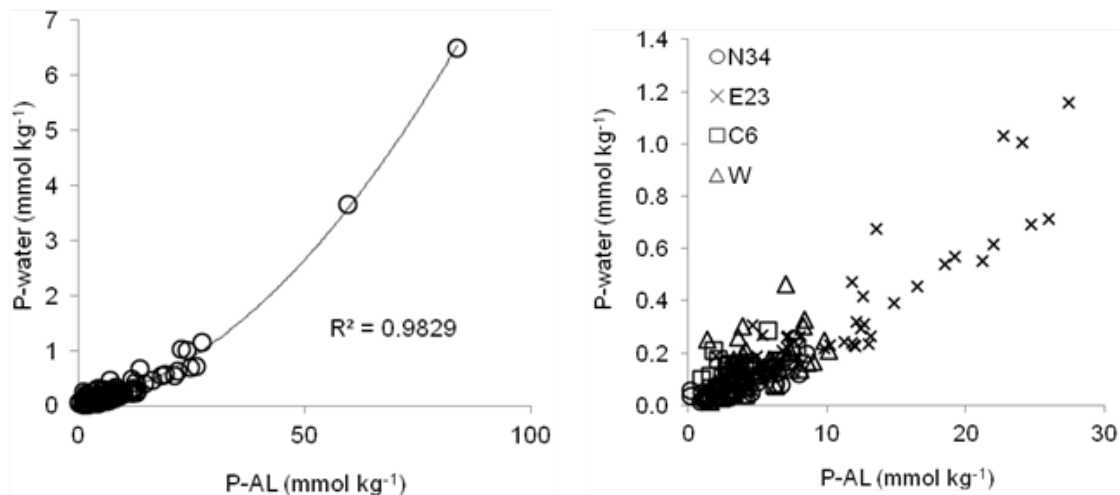 7
6
5
4
3
2
1
0
P-water (mmol kg⁻¹)
R² = 0.9829
0 50 100
P-AL (mmol kg⁻¹)
1.4
1.2
1.0
0.8
0.6
0.4
0.2
0.0
P-water (mmol kg⁻¹)
N34
E23
C6
W
0 10 20 30
P-AL (mmol kg⁻¹)